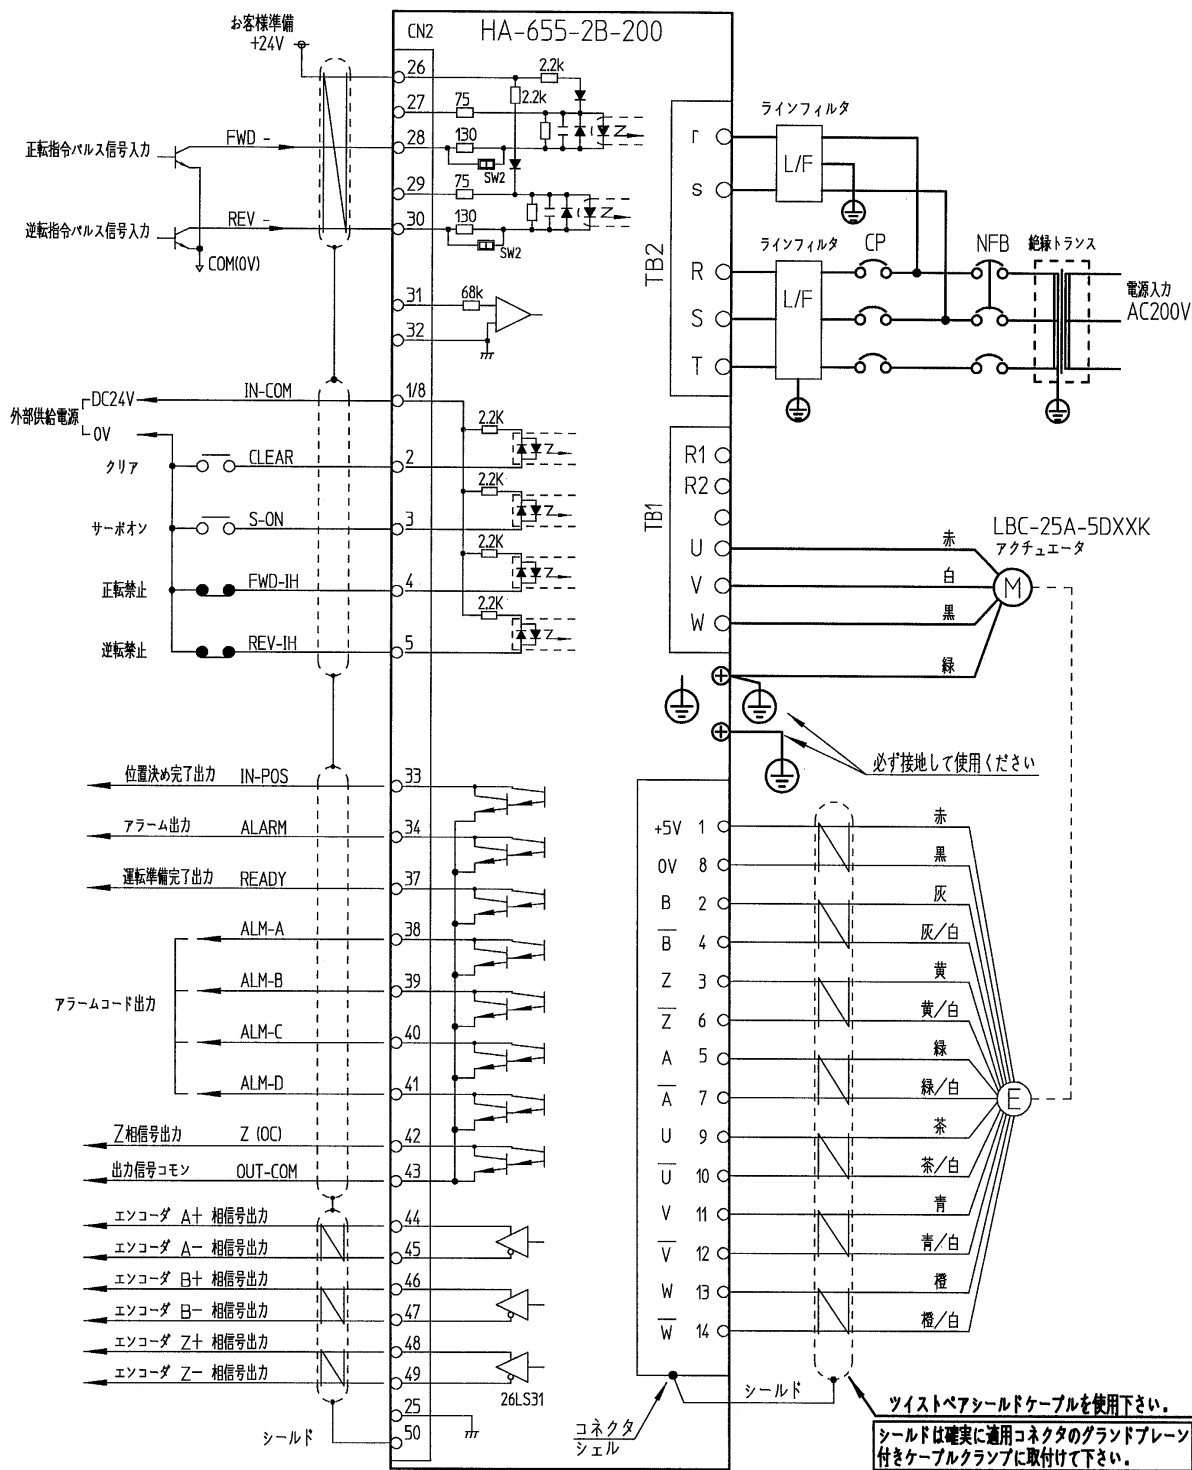 HA-655-2B-200
CN2
お客様準備
+24V
26
2.2k
2.2k
27
75
正転指令パルス信号入力
FWD -
28
130
SW2
29
75
逆転指令パルス信号入力
REV -
30
130
SW2
COM(0V)
31
68k
32
外部供給電源
DC24V
IN-COM
1/8
0V
2.2K
クリア
CLEAR
2
2.2K
サーボオン
S-ON
3
2.2K
正転禁止
FWD-IH
4
2.2K
逆転禁止
REV-IH
5
位置決め完了出力
IN-POS
33
アラーム出力
ALARM
34
運転準備完了出力
READY
37
ALM-A
38
ALM-B
39
アラームコード出力
ALM-C
40
ALM-D
41
Z相信号出力
Z (OC)
42
出力信号コモン
OUT-COM
43
エンコーダ A+ 相信号出力
44
エンコーダ A- 相信号出力
45
エンコーダ B+ 相信号出力
46
エンコーダ B- 相信号出力
47
エンコーダ Z+ 相信号出力
48
エンコーダ Z- 相信号出力
49
26LS31
25
シールド
50
TB2
r
s
R
S
T
ラインフィルタ
L/F
ラインフィルタ
L/F
CP
NFB
絶縁トランス
電源入力
AC200V
TB1
R1
R2
U
V
W
赤
白
黒
緑
LBC-25A-5DXXK
アクチュエータ
M
必ず接地して使用ください
+5V 1 赤
0V 8 黒
B 2 灰
B̅ 4 灰/白
Z 3 黄
Z̅ 6 黄/白
A 5 緑
A̅ 7 緑/白
E
U 9 茶
U̅ 10 茶/白
V 11 青
V̅ 12 青/白
W 13 橙
W̅ 14 橙/白
シールド
コネクタ
シェル
ツイストペアシールドケーブルを使用下さい。
シールドは確実に適用コネクタのグランドプレーン
付きケーブルクランプに取付けて下さい。